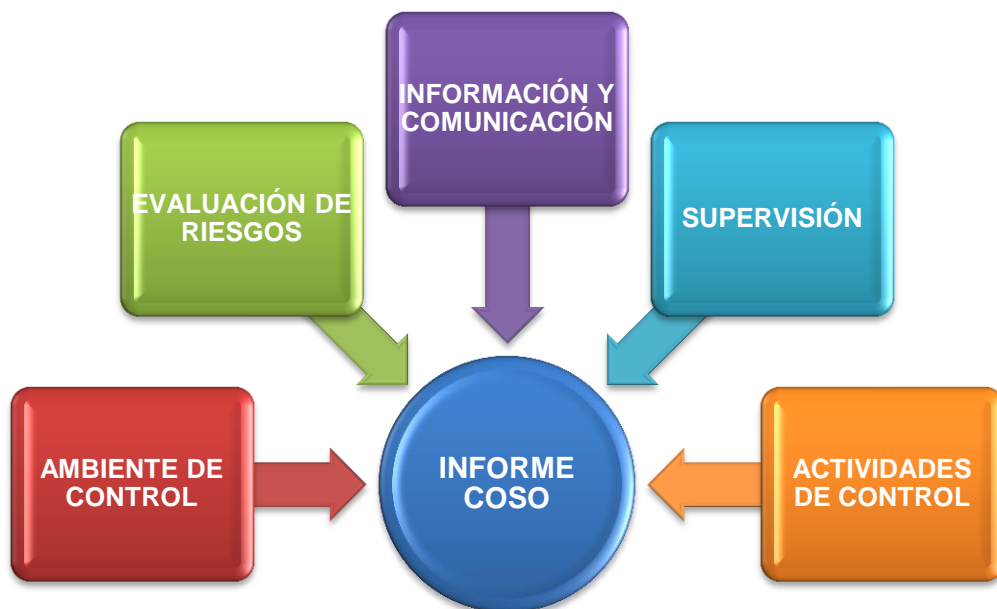 INFORMACIÓN Y
COMUNICACIÓN
EVALUACIÓN DE
RIESGOS
SUPERVISIÓN
AMBIENTE DE
CONTROL
INFORME
COSO
ACTIVIDADES
DE CONTROL